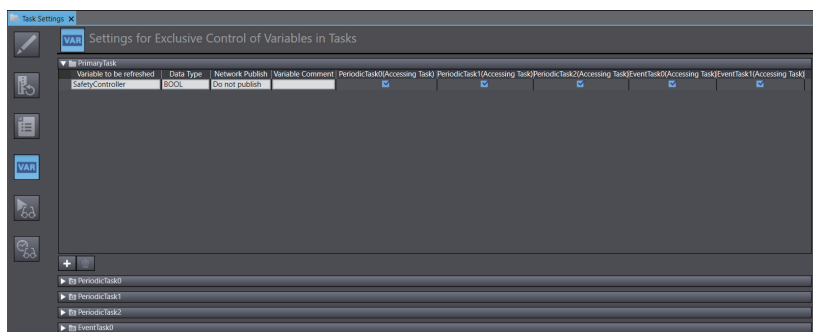 Task Settings ×
VAR Settings for Exclusive Control of Variables in Tasks
PrimaryTask
Variable to be refreshed | Data Type | Network Publish | Variable Comment | PeriodicTask0(Accessing Task) PeriodicTask1(Accessing Task) PeriodicTask2(Accessing Task) EventTask0(Accessing Task) EventTask1(Accessing Task)
SafetyController BOOL Do not publish
VAR
+
PeriodicTask0
PeriodicTask1
PeriodicTask2
EventTask0